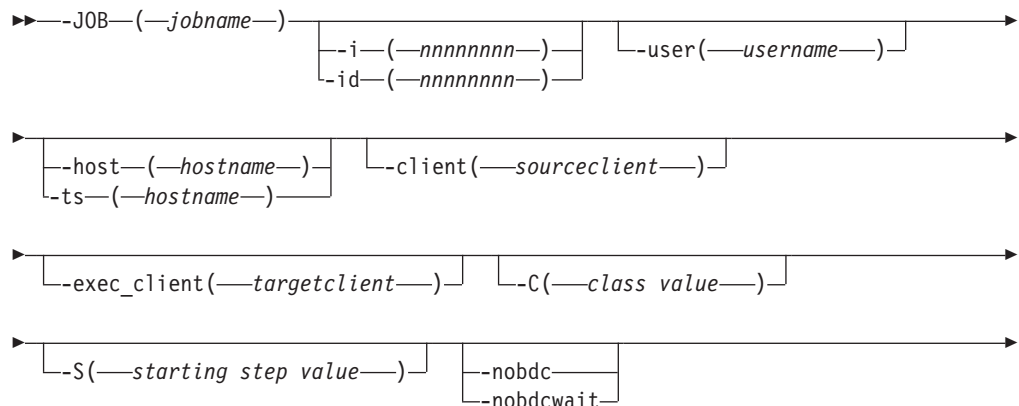 -JOB ( jobname ) -i ( nnnnnnnn ) -user( username )
-id ( nnnnnnnn )
-host ( hostname ) -client( sourceclient )
-ts ( hostname )
-exec_client( targetclient ) -C( class value )
-S( starting step value ) -nobdc
-nobdcwait